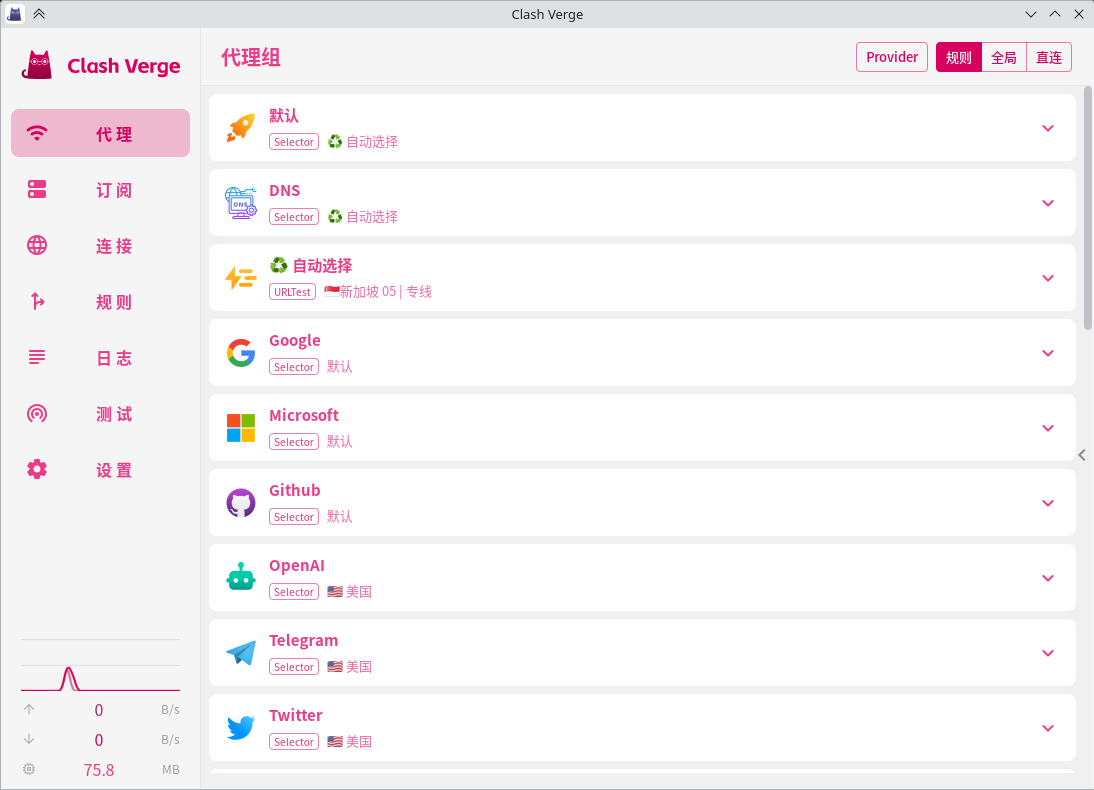 Clash Verge
Clash Verge
代理
订阅
连接
规则
日志
测试
设置
0 B/s
0 B/s
75.8 MB
代理组
Provider 规则 全局 直连
默认
Selector ♻️ 自动选择
DNS
DNS
Selector ♻️ 自动选择
♻️ 自动选择
URLTest 🇸🇬新加坡 05 | 专线
Google
Selector 默认
Microsoft
Selector 默认
Github
Selector 默认
OpenAI
Selector 🇺🇸 美国
Telegram
Selector 🇺🇸 美国
Twitter
Selector 🇺🇸 美国